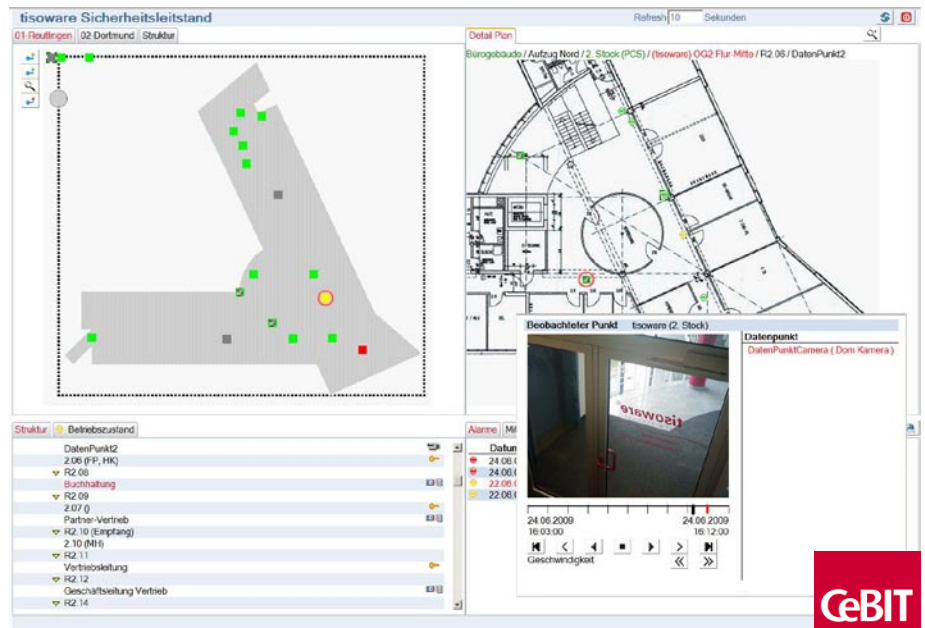 tisoware Sicherheitsleitstand
Refresh 10 Sekunden
01-Reutlingen 02-Dortmund Struktur
Detail Plan
Bürogebäude / Aufzug Nord / 2. Stock (PCS) / (tisoware) OG2 Flur-Mitte / R2.06 / DatenPunkt2
Beobachteter Punkt tisoware (2. Stock)
Datenpunkt
DatenPunktCamera ( Dom Kamera )
tisoware
24.06.2009 24.06.2009
16:03:00 16:12:00
Geschwindigkeit
Struktur Betriebszustand
DatenPunkt2
2.06 (FP, HK)
R2.08
Buchhaltung
R2.09
2.07 ()
Partner-Vertrieb
R2.10 (Empfang)
2.10 (MH)
R2.11
Vertriebsleitung
R2.12
Geschäftsleitung Vertrieb
R2.14
Alarme
Datum
24.06.
24.06.
22.06.
22.06.
CeBIT